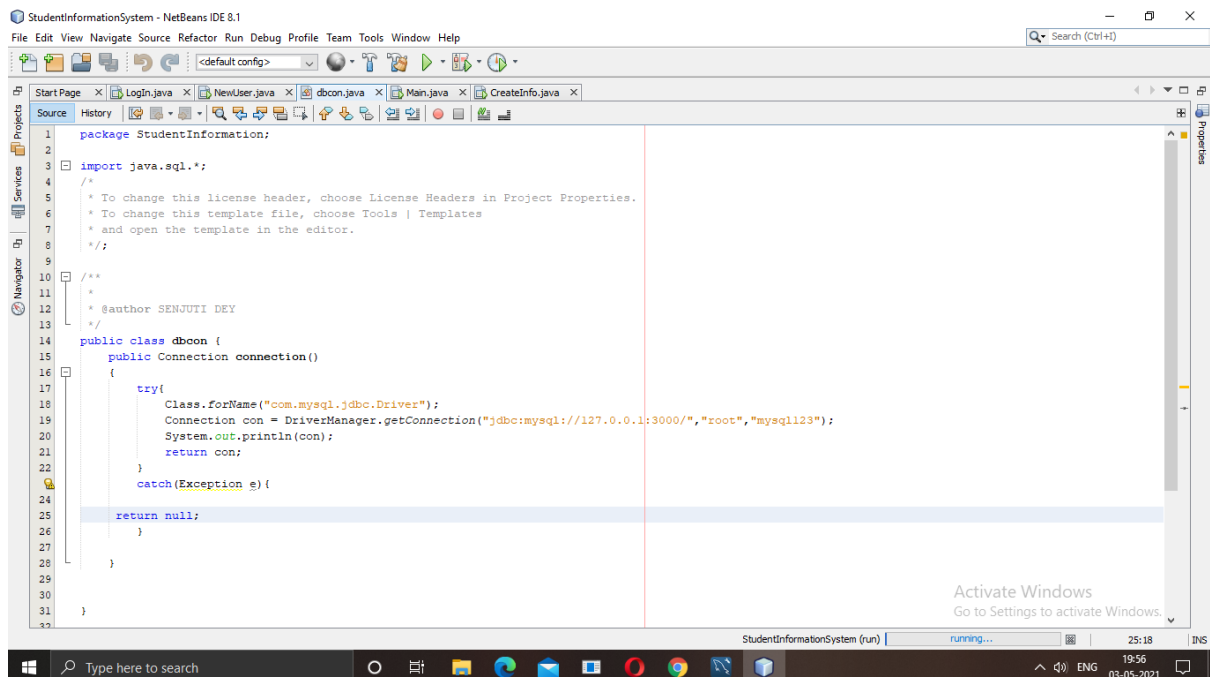 StudentInformationSystem - NetBeans IDE 8.1
File Edit View Navigate Source Refactor Run Debug Profile Team Tools Window Help
Search (Ctrl+I)
<default config>
Start Page LogIn.java NewUser.java dbcon.java Main.java CreateInfo.java
Source History
Projects
Services
Navigator
Properties
1 package StudentInformation;
2
3 import java.sql.*;
4 /*
5 * To change this license header, choose License Headers in Project Properties.
6 * To change this template file, choose Tools | Templates
7 * and open the template in the editor.
8 */;
9
10 /**
11 *
12 * @author SENJUTI DEY
13 */
14 public class dbcon {
15 public Connection connection()
16 {
17 try{
18 Class.forName("com.mysql.jdbc.Driver");
19 Connection con = DriverManager.getConnection("jdbc:mysql://127.0.0.1:3000/","root","mysql123");
20 System.out.println(con);
21 return con;
22 }
catch(Exception e){
24
25 return null;
26 }
27
28 }
29
30
31 }
32
Activate Windows
Go to Settings to activate Windows.
StudentInformationSystem (run) running... 25:18 INS
Type here to search
ENG
19:56
03-05-2021